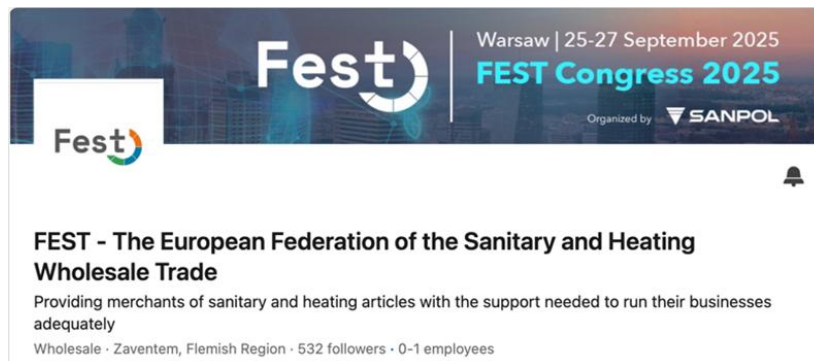 Fest
Warsaw | 25-27 September 2025
FEST Congress 2025
Organized by SANPOL
Fest
FEST - The European Federation of the Sanitary and Heating
Wholesale Trade
Providing merchants of sanitary and heating articles with the support needed to run their businesses
adequately
Wholesale · Zaventem, Flemish Region · 532 followers · 0-1 employees